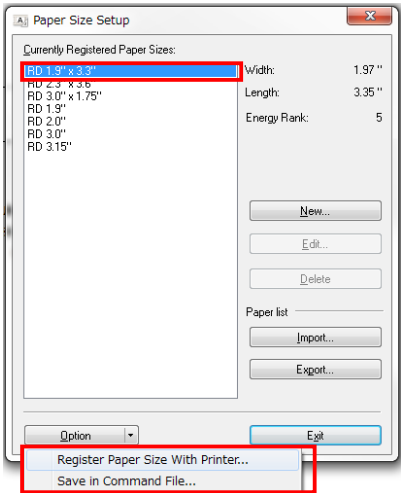 Paper Size Setup
Currently Registered Paper Sizes:
RD 1.9" x 3.3"
RD 2.3" x 3.6"
RD 3.0" x 1.75"
RD 1.9"
RD 2.0"
RD 3.0"
RD 3.15"
Width: 1.97 "
Length: 3.35 "
Energy Rank: 5
New...
Edit...
Delete
Paper list
Import...
Export...
Option
Exit
Register Paper Size With Printer...
Save in Command File...